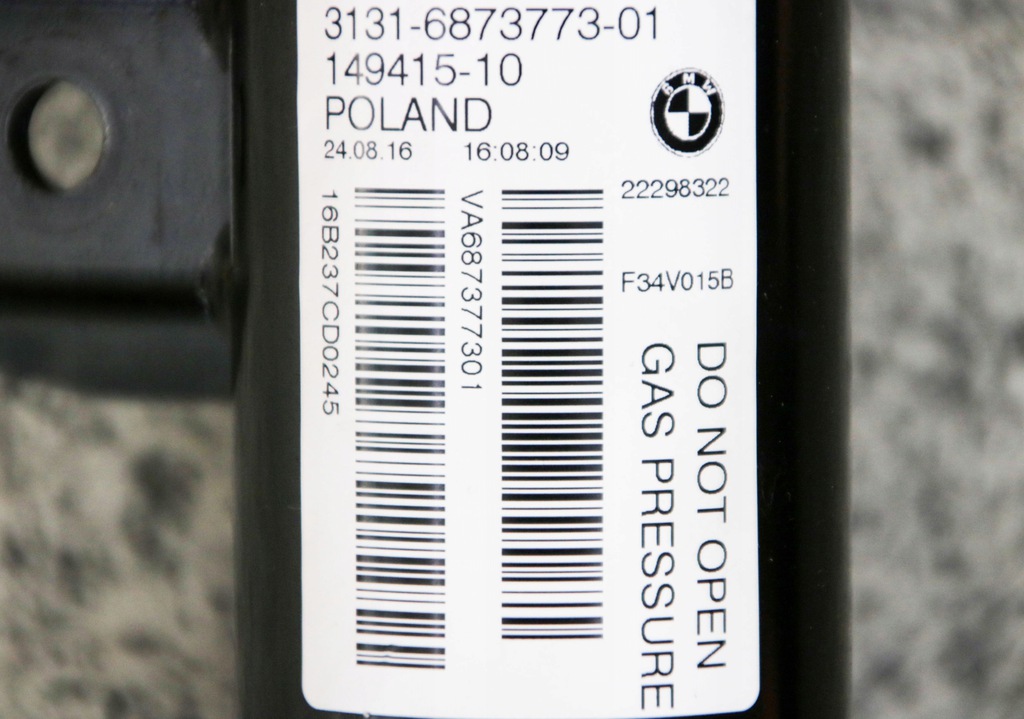 3131-6873773-01
149415-10
POLAND
24.08.16 16:08:09
BMW
22298322
F34V015B
16B237CD0245
VA687377301
DO NOT OPEN
GAS PRESSURE